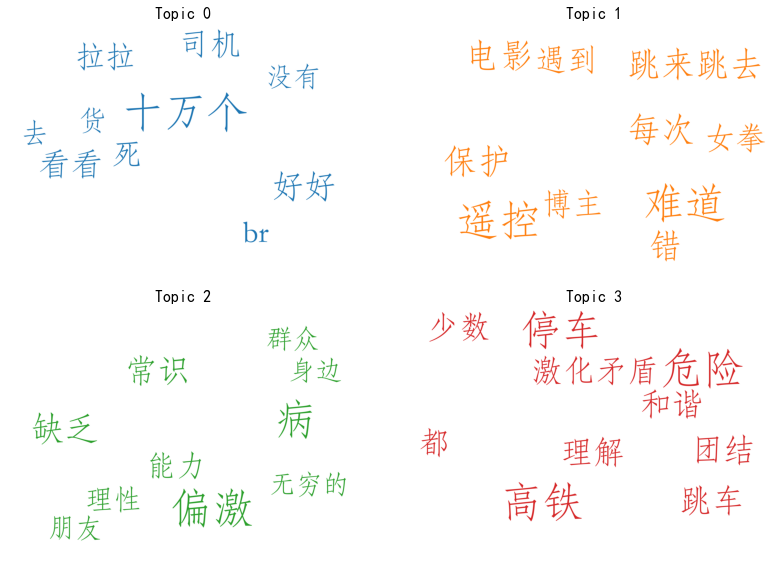 Topic 0
拉拉
司机
没有
十万个
货
去
看看
死
好好
br
Topic 1
电影
遇到
跳来跳去
每次
女拳
保护
博主
遥控
难道
错
Topic 2
群众
常识
身边
缺乏
病
能力
无穷的
理性
偏激
朋友
Topic 3
少数
停车
激化矛盾
危险
和谐
都
理解
团结
高铁
跳车